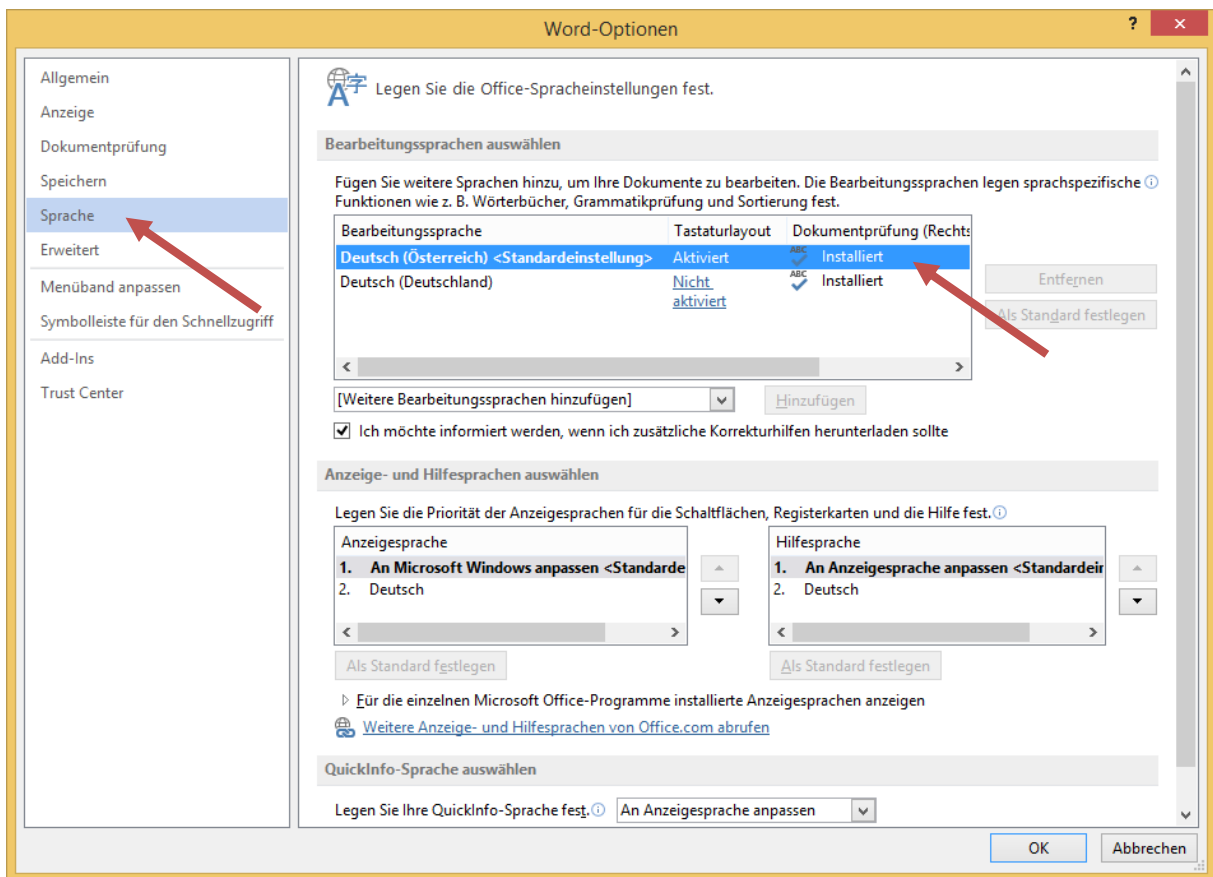 Word-Optionen
? ×
Allgemein
Anzeige
Dokumentprüfung
Speichern
Sprache
Erweitert
Menüband anpassen
Symbolleiste für den Schnellzugriff
Add-Ins
Trust Center
A字 Legen Sie die Office-Spracheinstellungen fest.
Bearbeitungssprachen auswählen
Fügen Sie weitere Sprachen hinzu, um Ihre Dokumente zu bearbeiten. Die Bearbeitungssprachen legen sprachspezifische
Funktionen wie z. B. Wörterbücher, Grammatikprüfung und Sortierung fest.
Bearbeitungssprache Tastaturlayout Dokumentprüfung (Rechts
Deutsch (Österreich) <Standardeinstellung> Aktiviert ABC Installiert
Deutsch (Deutschland) Nicht aktiviert ABC Installiert
Entfernen
Als Standard festlegen
[Weitere Bearbeitungssprachen hinzufügen] Hinzufügen
Ich möchte informiert werden, wenn ich zusätzliche Korrekturhilfen herunterladen sollte
Anzeige- und Hilfesprachen auswählen
Legen Sie die Priorität der Anzeigesprachen für die Schaltflächen, Registerkarten und die Hilfe fest.
Anzeigesprache
1. An Microsoft Windows anpassen <Standarde
2. Deutsch
Als Standard festlegen
Hilfesprache
1. An Anzeigesprache anpassen <Standardein
2. Deutsch
Als Standard festlegen
Für die einzelnen Microsoft Office-Programme installierte Anzeigesprachen anzeigen
Weitere Anzeige- und Hilfesprachen von Office.com abrufen
QuickInfo-Sprache auswählen
Legen Sie Ihre QuickInfo-Sprache fest. An Anzeigesprache anpassen
OK Abbrechen